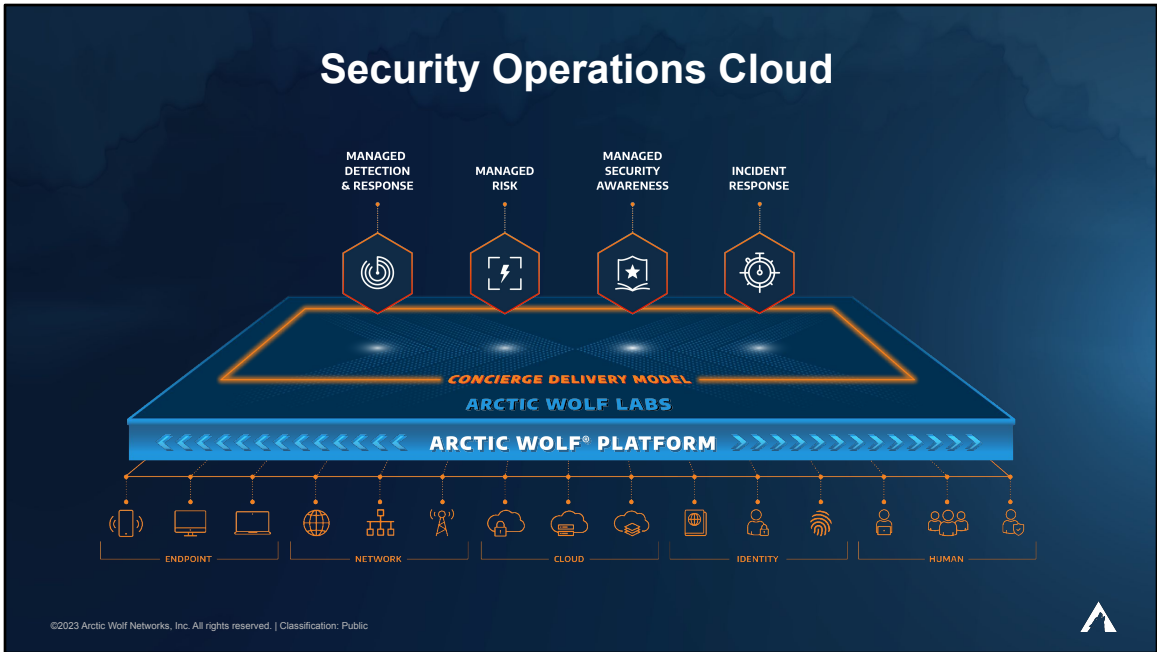 Security Operations Cloud
MANAGED
DETECTION
& RESPONSE
MANAGED
RISK
MANAGED
SECURITY
AWARENESS
INCIDENT
RESPONSE
CONCIERGE DELIVERY MODEL
ARCTIC WOLF LABS
ARCTIC WOLF® PLATFORM
ENDPOINT
NETWORK
CLOUD
IDENTITY
HUMAN
©2023 Arctic Wolf Networks, Inc. All rights reserved. | Classification: Public